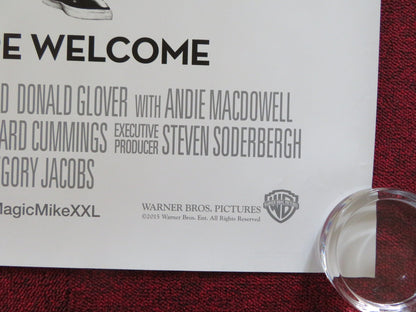 WELCOME
DONALD GLOVER WITH ANDIE MACDOWELL
CUMMINGS EXECUTIVE PRODUCER STEVEN SODERBERGH
GORY JACOBS
MagicMikeXXL
WARNER BROS. PICTURES
©2015 Warner Bros. Ent. All Rights Reserved